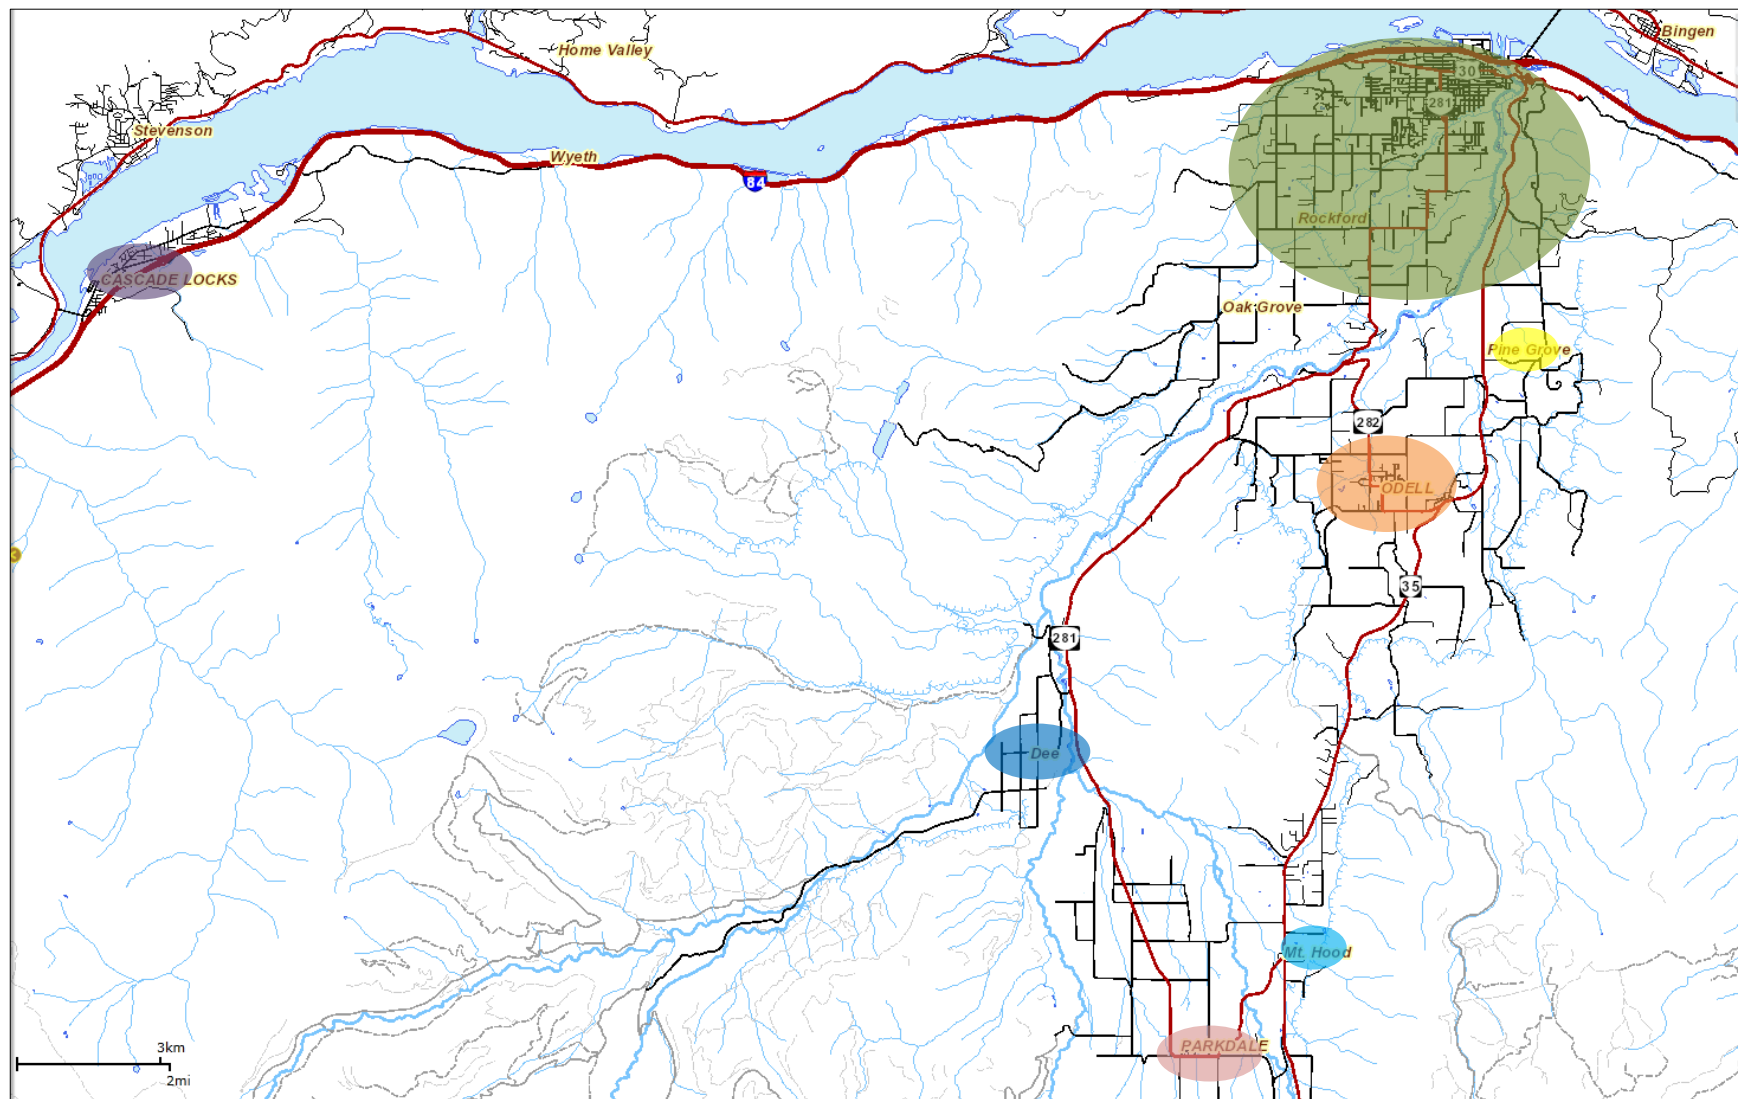 Bingen
Home Valley
30
281
Stevenson
Wyeth
84
Rockford
CASCADE LOCKS
Oak Grove
Pine Grove
282
ODELL
3
35
281
Dee
Mt. Hood
PARKDALE
3km
2mi